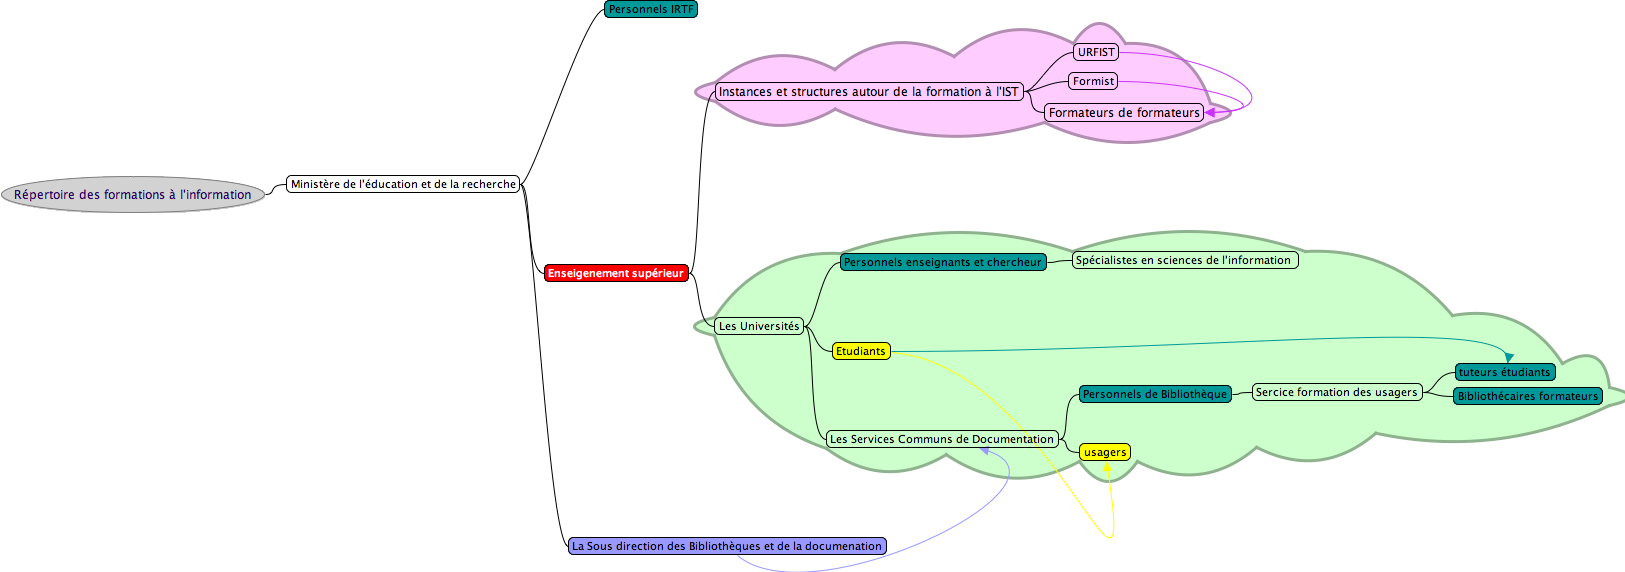 Personnels IRTF
URFIST
Formist
Instances et structures autour de la formation à l'IST
Formateurs de formateurs
Répertoire des formations à l'information
Ministère de l'éducation et de la recherche
Enseigenement supérieur
Personnels enseignants et chercheur
Spécialistes en sciences de l'information
Les Universités
Etudiants
tuteurs étudiants
Personnels de Bibliothèque
Sercice formation des usagers
Bibliothécaires formateurs
Les Services Communs de Documentation
usagers
La Sous direction des Bibliothèques et de la documenation